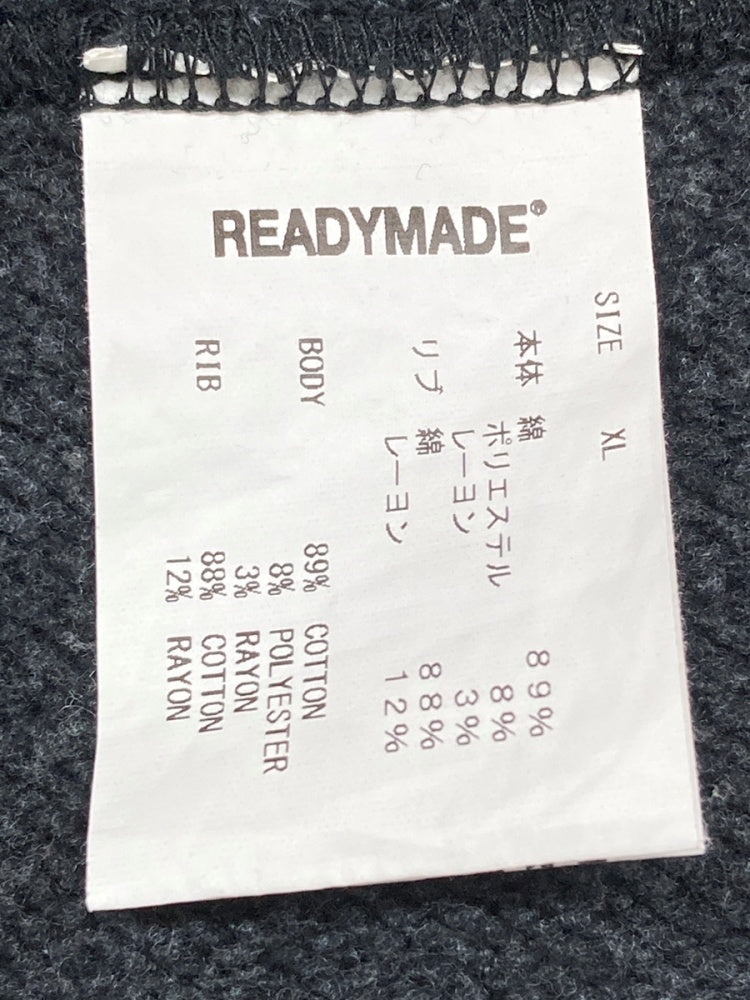 READYMADE®
SIZE XL
本体 綿 89%
ポリエステル 8%
レーヨン 3%
リブ 綿 88%
レーヨン 12%
BODY 89% COTTON
8% POLYESTER
3% RAYON
RIB 88% COTTON
12% RAYON